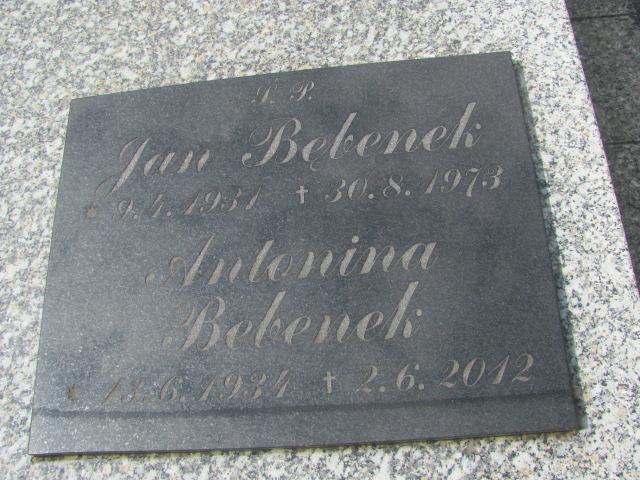 Ś. P.
Jan Bębenek
* 9.4.1931 † 30.8.1973
Antonina
Bębenek
* 13.6.1934 † 2.6.2012